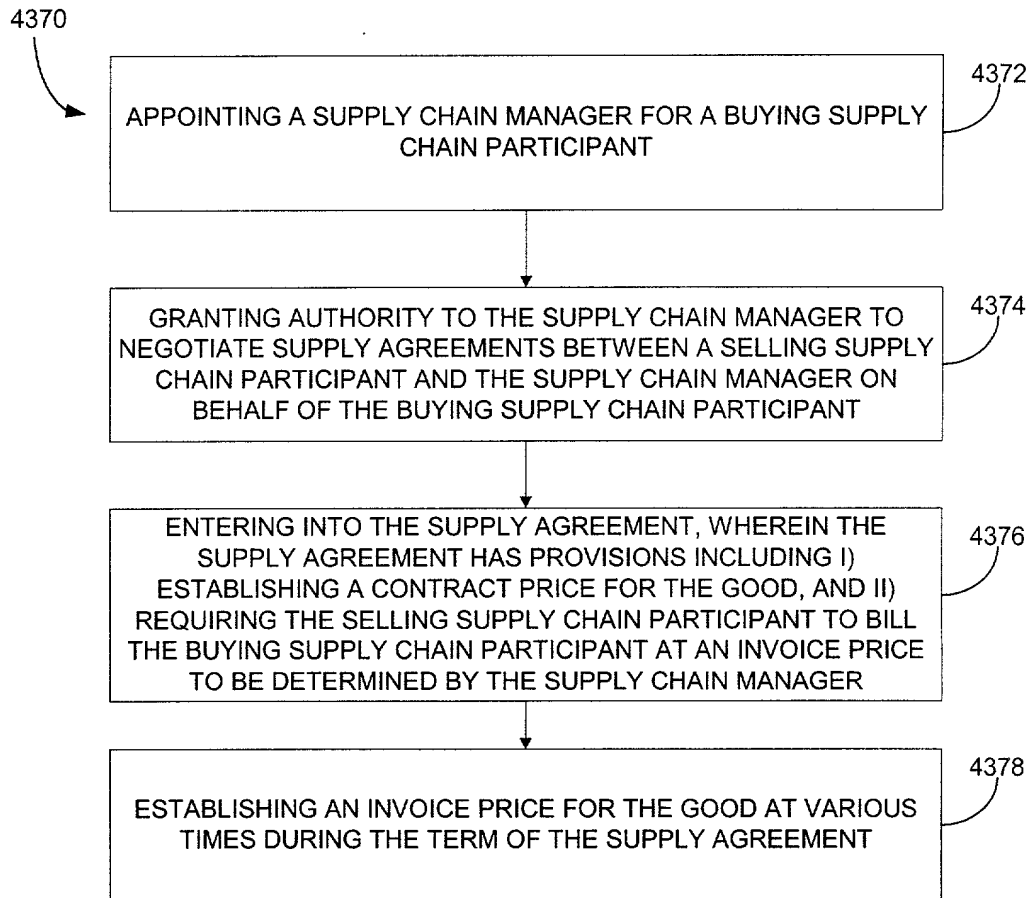 4370
4372
APPOINTING A SUPPLY CHAIN MANAGER FOR A BUYING SUPPLY
CHAIN PARTICIPANT
4374
GRANTING AUTHORITY TO THE SUPPLY CHAIN MANAGER TO
NEGOTIATE SUPPLY AGREEMENTS BETWEEN A SELLING SUPPLY
CHAIN PARTICIPANT AND THE SUPPLY CHAIN MANAGER ON
BEHALF OF THE BUYING SUPPLY CHAIN PARTICIPANT
4376
ENTERING INTO THE SUPPLY AGREEMENT, WHEREIN THE
SUPPLY AGREEMENT HAS PROVISIONS INCLUDING I)
ESTABLISHING A CONTRACT PRICE FOR THE GOOD, AND II)
REQUIRING THE SELLING SUPPLY CHAIN PARTICIPANT TO BILL
THE BUYING SUPPLY CHAIN PARTICIPANT AT AN INVOICE PRICE
TO BE DETERMINED BY THE SUPPLY CHAIN MANAGER
4378
ESTABLISHING AN INVOICE PRICE FOR THE GOOD AT VARIOUS
TIMES DURING THE TERM OF THE SUPPLY AGREEMENT